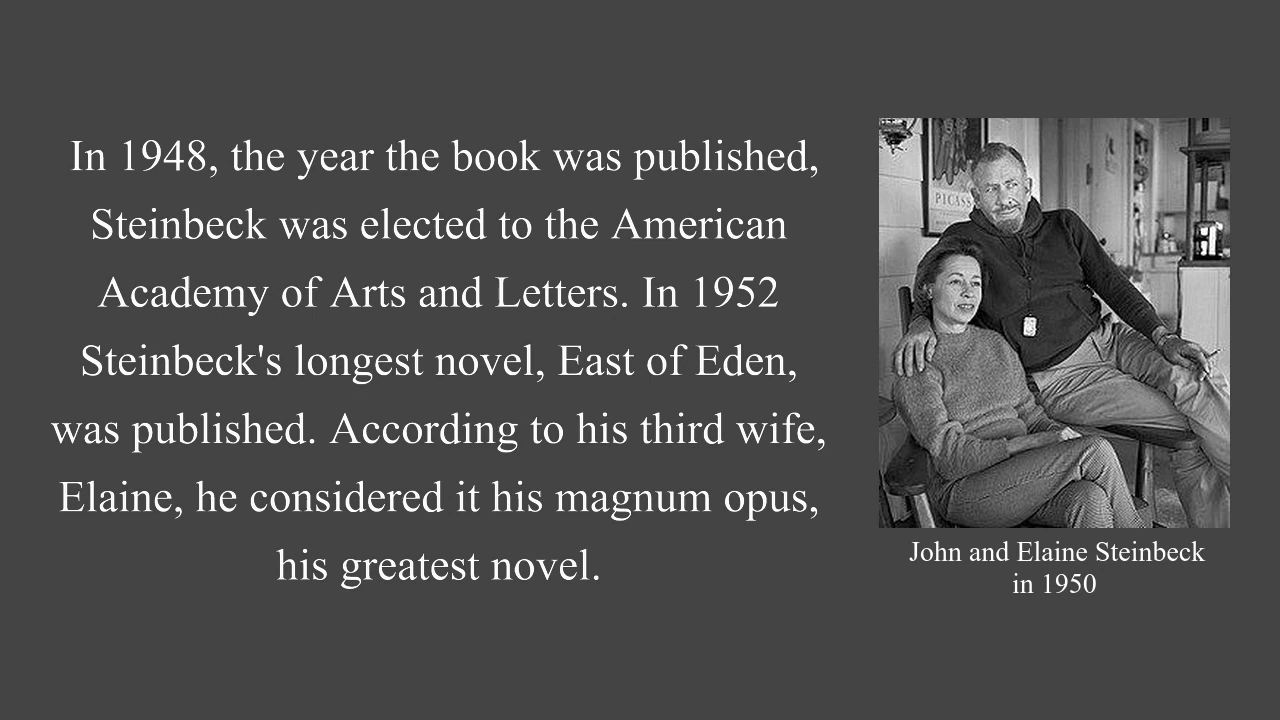 In 1948, the year the book was published,
Steinbeck was elected to the American
Academy of Arts and Letters. In 1952
Steinbeck's longest novel, East of Eden,
was published. According to his third wife,
Elaine, he considered it his magnum opus,
his greatest novel.
PICASS
John and Elaine Steinbeck
in 1950